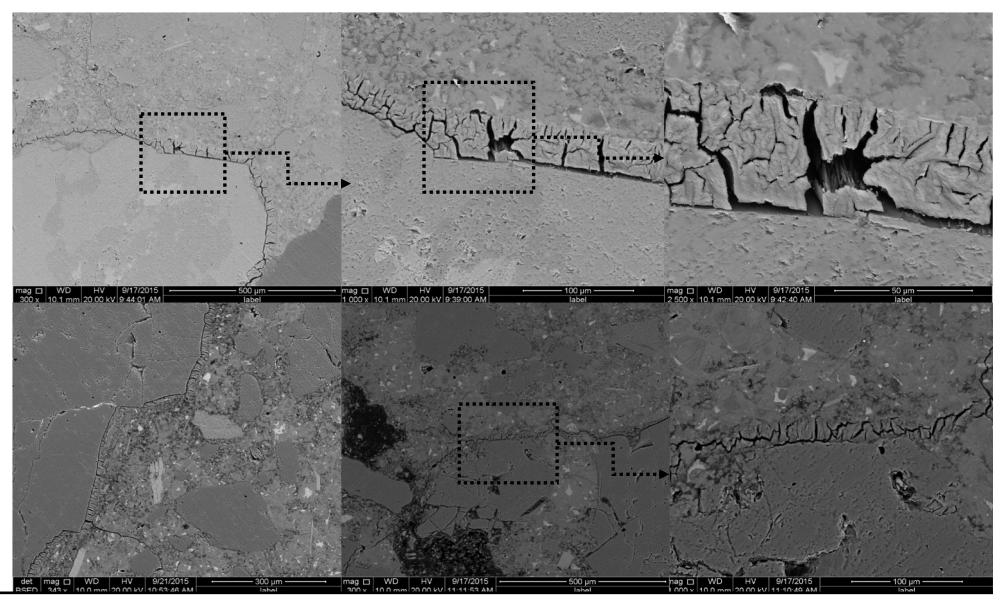 mag □ WD HV 9/17/2015 500 µm
300 x 10.1 mm 20.00 kV 9:44:01 AM label
mag □ WD HV 9/17/2015 100 µm
1 000 x 10.1 mm 20.00 kV 9:39:00 AM label
mag □ WD HV 9/17/2015 50 µm
2 500 x 10.1 mm 20.00 kV 9:42:40 AM label
det mag □ WD HV 9/21/2015 300 µm
BSED 343 x 10.0 mm 20.00 kV 10:53:46 AM label
mag □ WD HV 9/17/2015 500 µm
300 x 10.0 mm 20.00 kV 11:11:53 AM label
mag □ WD HV 9/17/2015 100 µm
1 000 x 10.0 mm 20.00 kV 11:10:49 AM label